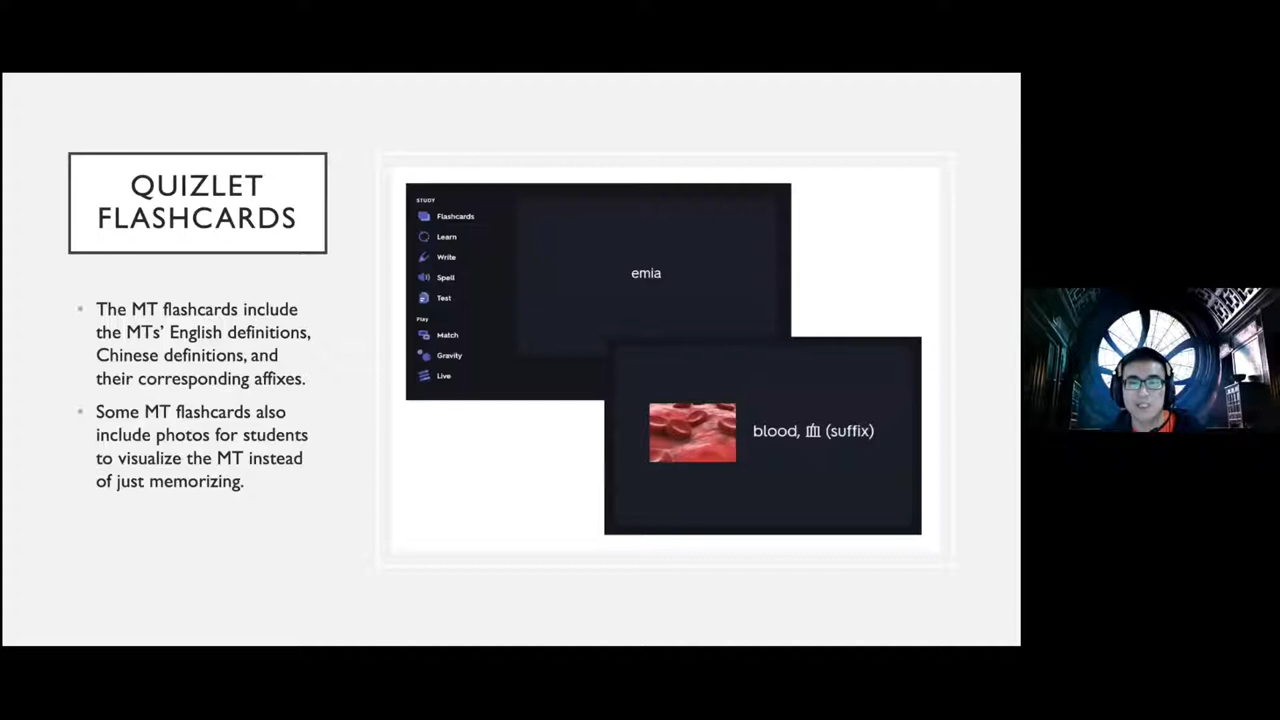 QUIZLET
FLASHCARDS
The MT flashcards include
the MTs’ English definitions,
Chinese definitions, and
their corresponding affixes.
Some MT flashcards also
include photos for students
to visualize the MT instead
of just memorizing.
STUDY
Flashcards
Learn
Write
Spell
Test
Play
Match
Gravity
Live
emia
blood, 血 (suffix)